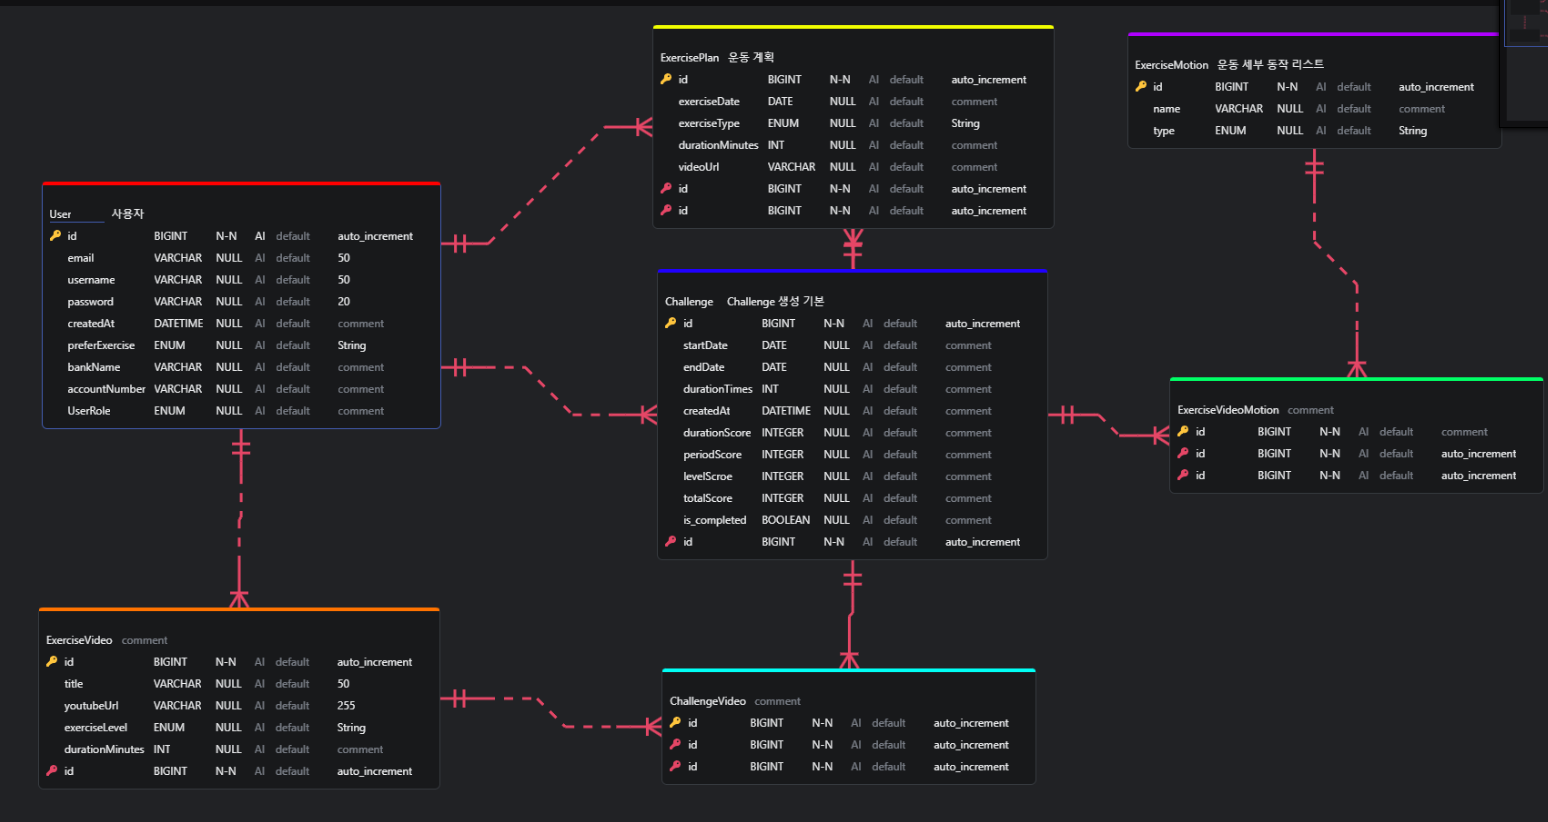 ExercisePlan 운동 계획
id BIGINT N-N AI default auto_increment
exerciseDate DATE NULL AI default comment
exerciseType ENUM NULL AI default String
durationMinutes INT NULL AI default comment
videoUrl VARCHAR NULL AI default comment
id BIGINT N-N AI default auto_increment
id BIGINT N-N AI default auto_increment
ExerciseMotion 운동 세부 동작 리스트
id BIGINT N-N AI default auto_increment
name VARCHAR NULL AI default comment
type ENUM NULL AI default String
User 사용자
id BIGINT N-N AI default auto_increment
email VARCHAR NULL AI default 50
username VARCHAR NULL AI default 50
password VARCHAR NULL AI default 20
createdAt DATETIME NULL AI default comment
preferExercise ENUM NULL AI default String
bankName VARCHAR NULL AI default comment
accountNumber VARCHAR NULL AI default comment
UserRole ENUM NULL AI default comment
Challenge Challenge 생성 기본
id BIGINT N-N AI default auto_increment
startDate DATE NULL AI default comment
endDate DATE NULL AI default comment
durationTimes INT NULL AI default comment
createdAt DATETIME NULL AI default comment
durationScore INTEGER NULL AI default comment
periodScore INTEGER NULL AI default comment
levelScroe INTEGER NULL AI default comment
totalScore INTEGER NULL AI default comment
is_completed BOOLEAN NULL AI default comment
id BIGINT N-N AI default auto_increment
ExerciseVideoMotion comment
id BIGINT N-N AI default comment
id BIGINT N-N AI default auto_increment
id BIGINT N-N AI default auto_increment
ExerciseVideo comment
id BIGINT N-N AI default auto_increment
title VARCHAR NULL AI default 50
youtubeUrl VARCHAR NULL AI default 255
exerciseLevel ENUM NULL AI default String
durationMinutes INT NULL AI default comment
id BIGINT N-N AI default auto_increment
ChallengeVideo comment
id BIGINT N-N AI default auto_increment
id BIGINT N-N AI default auto_increment
id BIGINT N-N AI default auto_increment